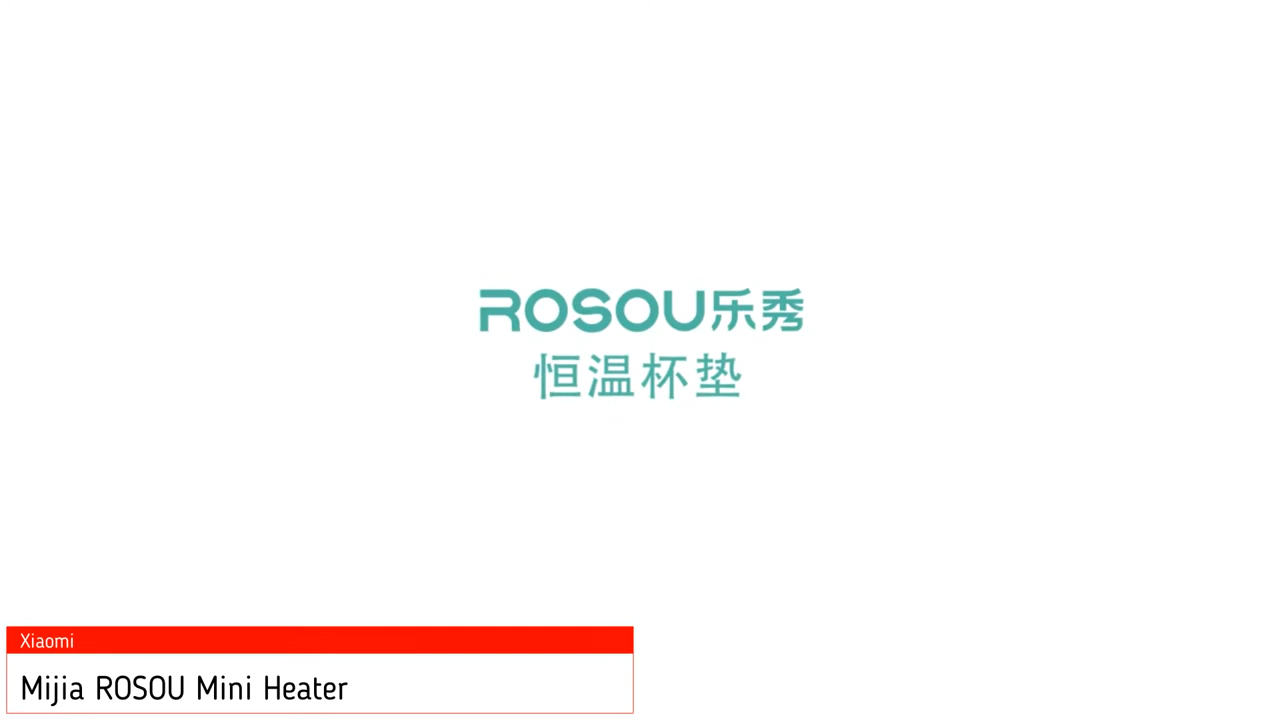 ROSOU乐秀
恒温杯垫
Xiaomi
Mijia ROSOU Mini Heater